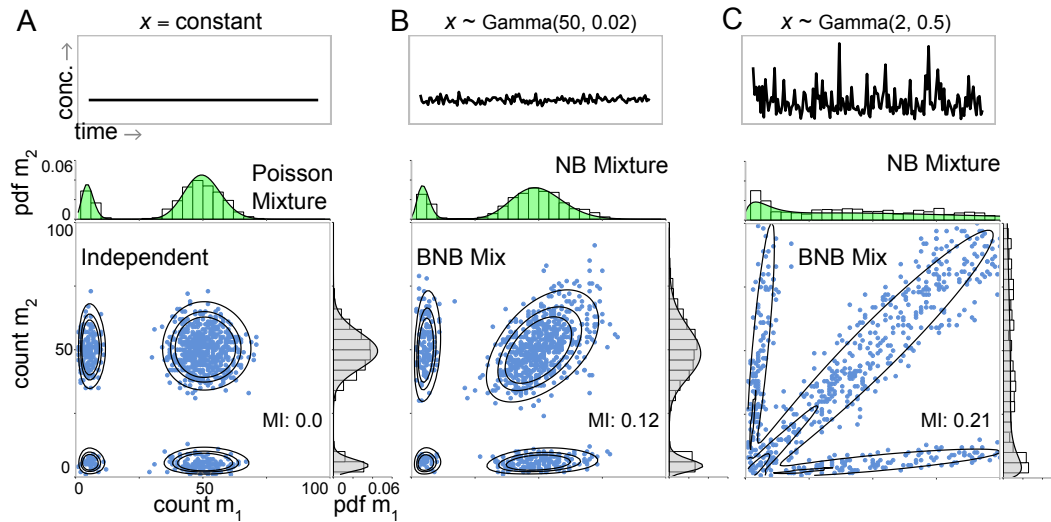 A
x = constant
conc. →
time →
B
x ~ Gamma(50, 0.02)
C
x ~ Gamma(2, 0.5)
pdf m2
0.06
0
Poisson
Mixture
NB Mixture
NB Mixture
count m2
100
50
0
Independent
MI: 0.0
BNB Mix
MI: 0.12
BNB Mix
MI: 0.21
0 50 100
count m1
0 0.06
pdf m1